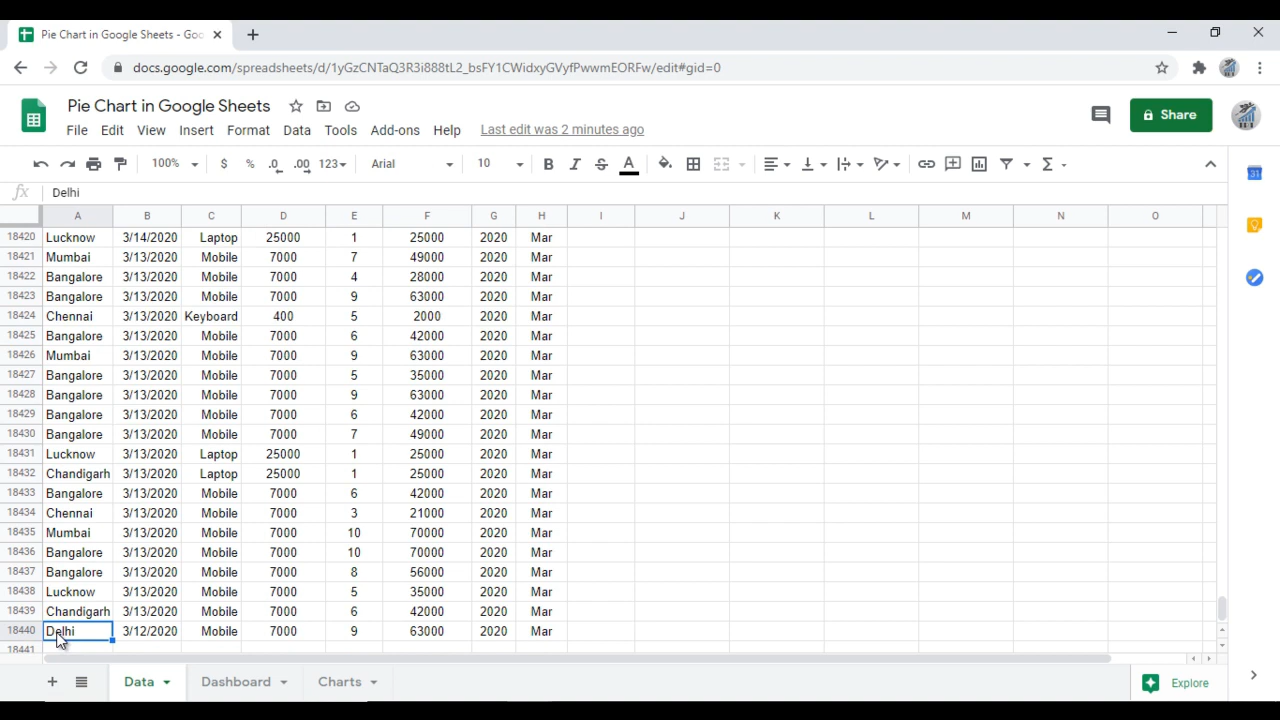 Pie Chart in Google Sheets - Goo
docs.google.com/spreadsheets/d/1yGzCNTaQ3R3i888tL2_bsFY1CWidxyGVyfPwwmEORFw/edit#gid=0
Pie Chart in Google Sheets
File Edit View Insert Format Data Tools Add-ons Help Last edit was 2 minutes ago
Share
100% $ % .0 .00 123 Arial 10 B I S A
fx Delhi
A B C D E F G H I J K L M N O
18420 Lucknow 3/14/2020 Laptop 25000 1 25000 2020 Mar
18421 Mumbai 3/13/2020 Mobile 7000 7 49000 2020 Mar
18422 Bangalore 3/13/2020 Mobile 7000 4 28000 2020 Mar
18423 Bangalore 3/13/2020 Mobile 7000 9 63000 2020 Mar
18424 Chennai 3/13/2020 Keyboard 400 5 2000 2020 Mar
18425 Bangalore 3/13/2020 Mobile 7000 6 42000 2020 Mar
18426 Mumbai 3/13/2020 Mobile 7000 9 63000 2020 Mar
18427 Bangalore 3/13/2020 Mobile 7000 5 35000 2020 Mar
18428 Bangalore 3/13/2020 Mobile 7000 9 63000 2020 Mar
18429 Bangalore 3/13/2020 Mobile 7000 6 42000 2020 Mar
18430 Bangalore 3/13/2020 Mobile 7000 7 49000 2020 Mar
18431 Lucknow 3/13/2020 Laptop 25000 1 25000 2020 Mar
18432 Chandigarh 3/13/2020 Laptop 25000 1 25000 2020 Mar
18433 Bangalore 3/13/2020 Mobile 7000 6 42000 2020 Mar
18434 Chennai 3/13/2020 Mobile 7000 3 21000 2020 Mar
18435 Mumbai 3/13/2020 Mobile 7000 10 70000 2020 Mar
18436 Bangalore 3/13/2020 Mobile 7000 10 70000 2020 Mar
18437 Bangalore 3/13/2020 Mobile 7000 8 56000 2020 Mar
18438 Lucknow 3/13/2020 Mobile 7000 5 35000 2020 Mar
18439 Chandigarh 3/13/2020 Mobile 7000 6 42000 2020 Mar
18440 Delhi 3/12/2020 Mobile 7000 9 63000 2020 Mar
18441
Data Dashboard Charts Explore
31